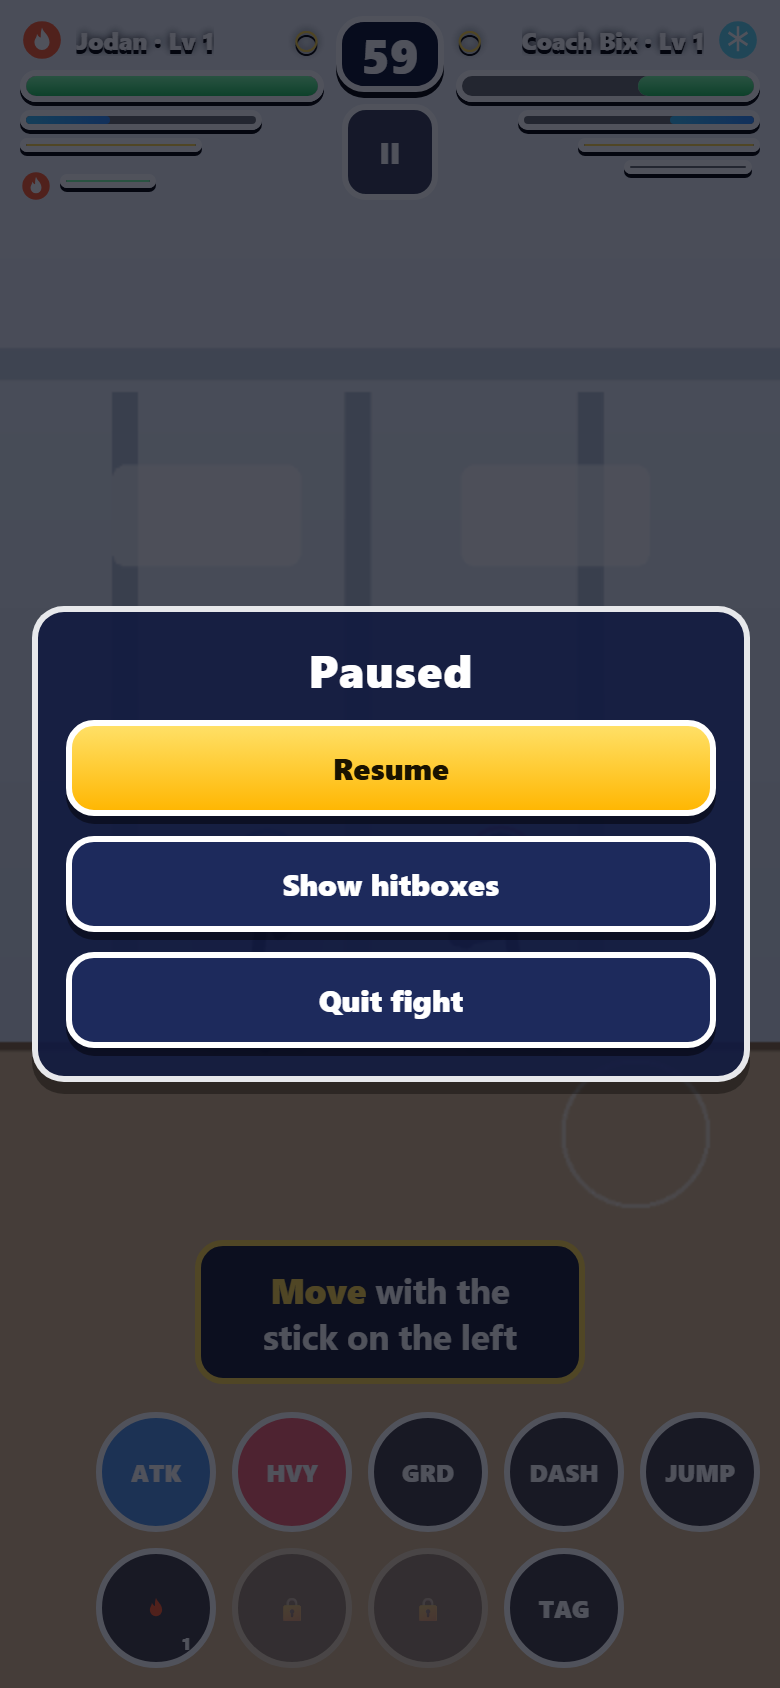 Jodan · Lv 1
59
Coach Bix · Lv 1
Paused
Resume
Show hitboxes
Quit fight
Move with the
stick on the left
ATK
HVY
GRD
DASH
JUMP
1
TAG